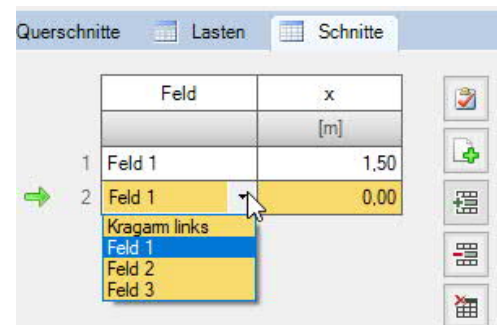 Querschnitte Lasten Schnitte
Feld x
[m]
1 Feld 1 1,50
2 Feld 1 0,00
Kragarm links
Feld 1
Feld 2
Feld 3